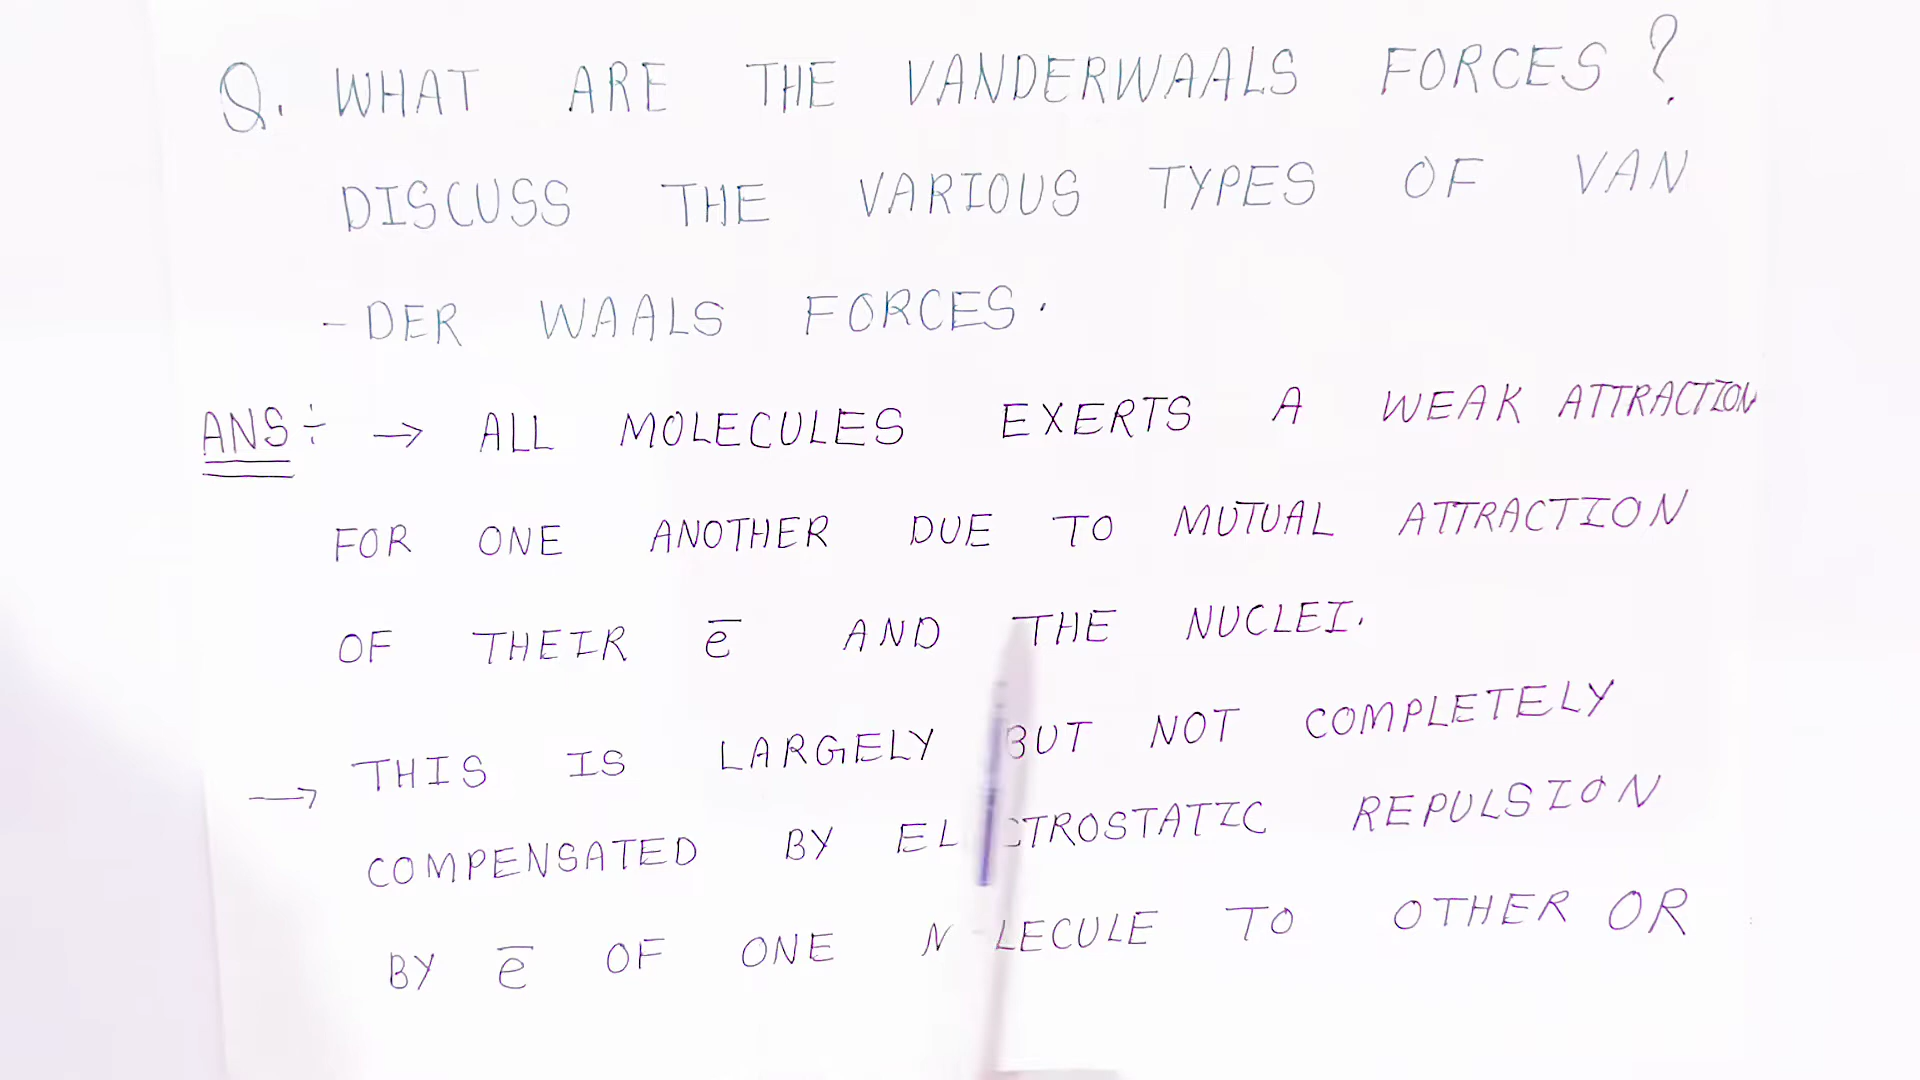 Q. WHAT ARE THE VANDERWAALS FORCES?
DISCUSS THE VARIOUS TYPES OF VAN
- DER WAALS FORCES.
ANS ÷ → ALL MOLECULES EXERTS A WEAK ATTRACTION
FOR ONE ANOTHER DUE TO MUTUAL ATTRACTION
OF THEIR e̅ AND THE NUCLEI.
→ THIS IS LARGELY BUT NOT COMPLETELY
COMPENSATED BY ELECTROSTATIC REPULSION
BY e̅ OF ONE MOLECULE TO OTHER OR